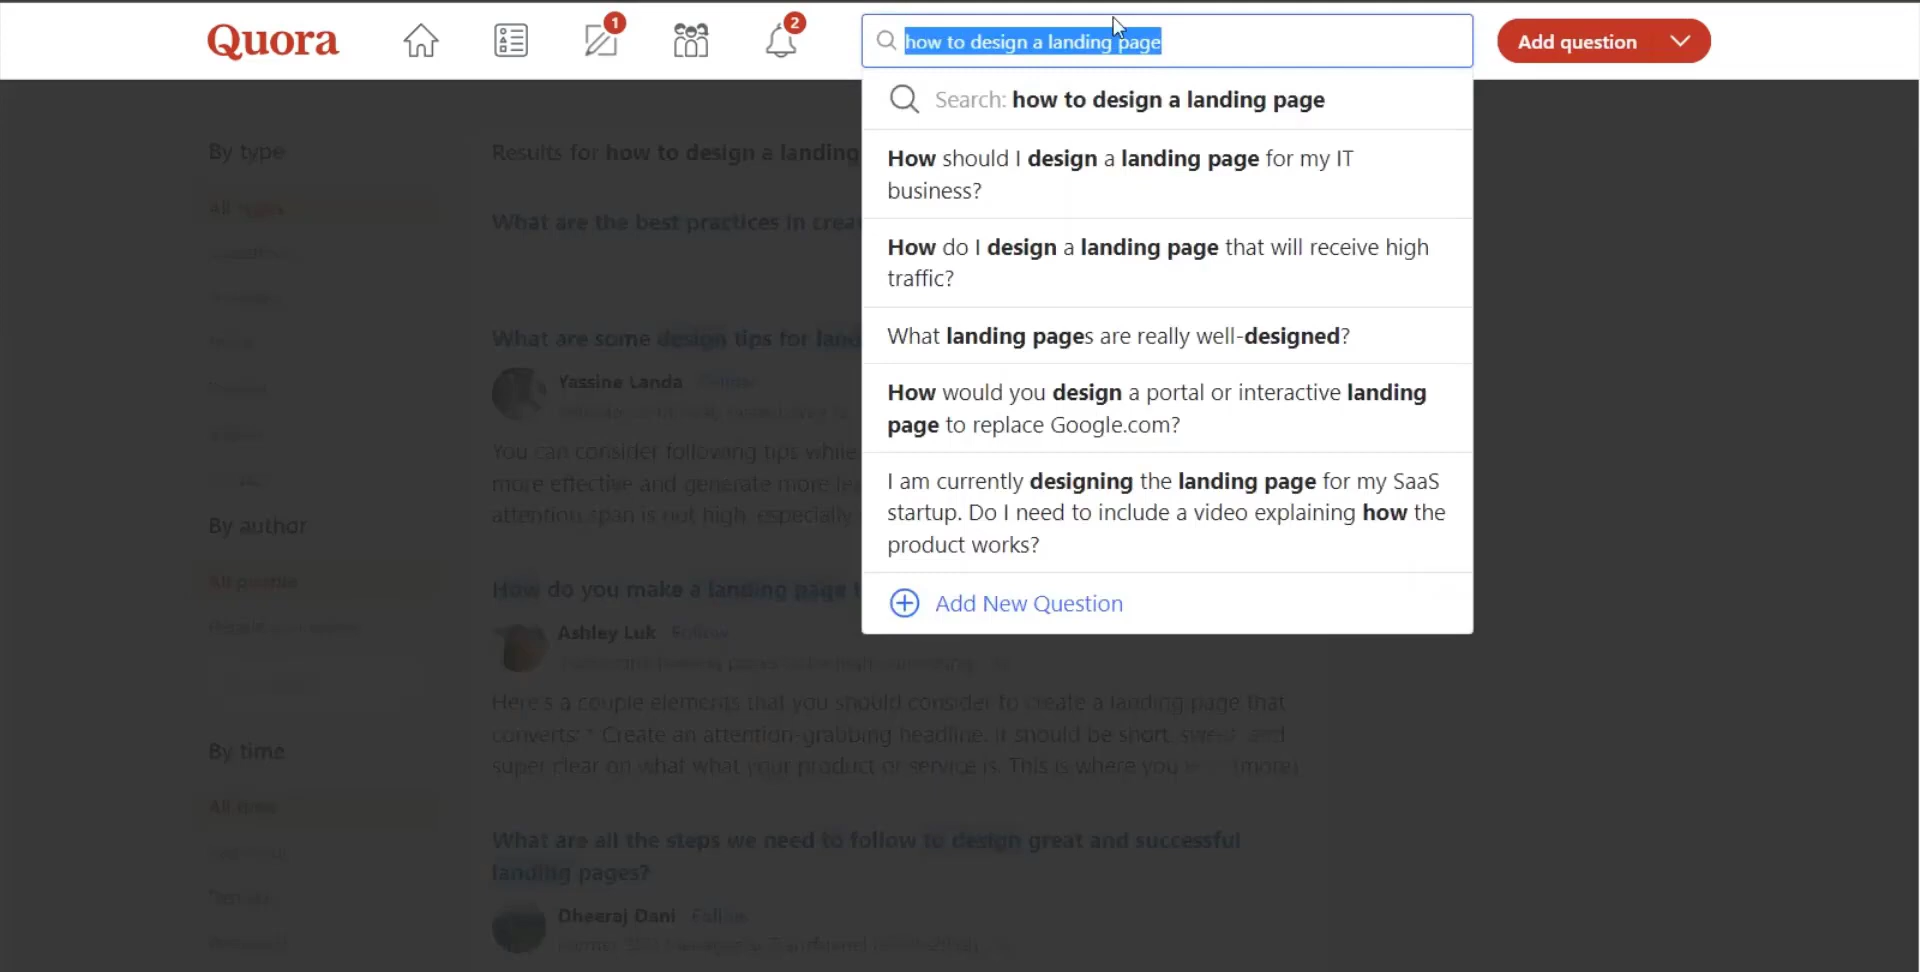 Quora
1
2
how to design a landing page
Add question
Search: how to design a landing page
How should I design a landing page for my IT
business?
How do I design a landing page that will receive high
traffic?
What landing pages are really well-designed?
How would you design a portal or interactive landing
page to replace Google.com?
I am currently designing the landing page for my SaaS
startup. Do I need to include a video explaining how the
product works?
Add New Question
By type
All types
By author
All people
By time
All time
Results for how to design a landing
What are the best practices in
What are some design tips for
Yassine Landa
You can consider following tips while
more effective and generate more
attention span is not high, especially
How do you make a landing page
Ashley Luk Follow
Here's a couple elements that you should consider to create a landing page that
converts: * Create an attention-grabbing headline. It should be short, sweet, and
super clear on what what your product or service is. This is where you (more)
What are all the steps we need to follow to design great and successful
landing pages?
Dheeraj Dani Follow